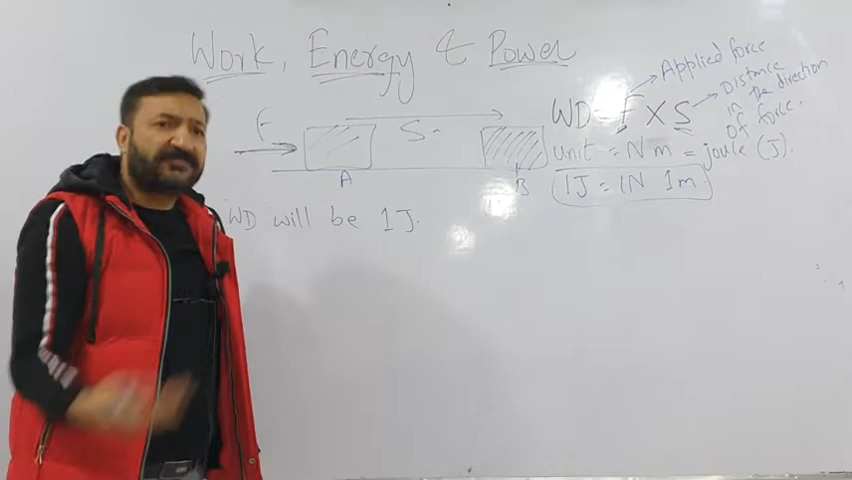 Work, Energy & Power
Applied force
Distance
in the direction
of force.
F
S
WD = F X S
unit = Nm = joule (J).
1J = 1N 1m.
A
B
WD will be 1J.